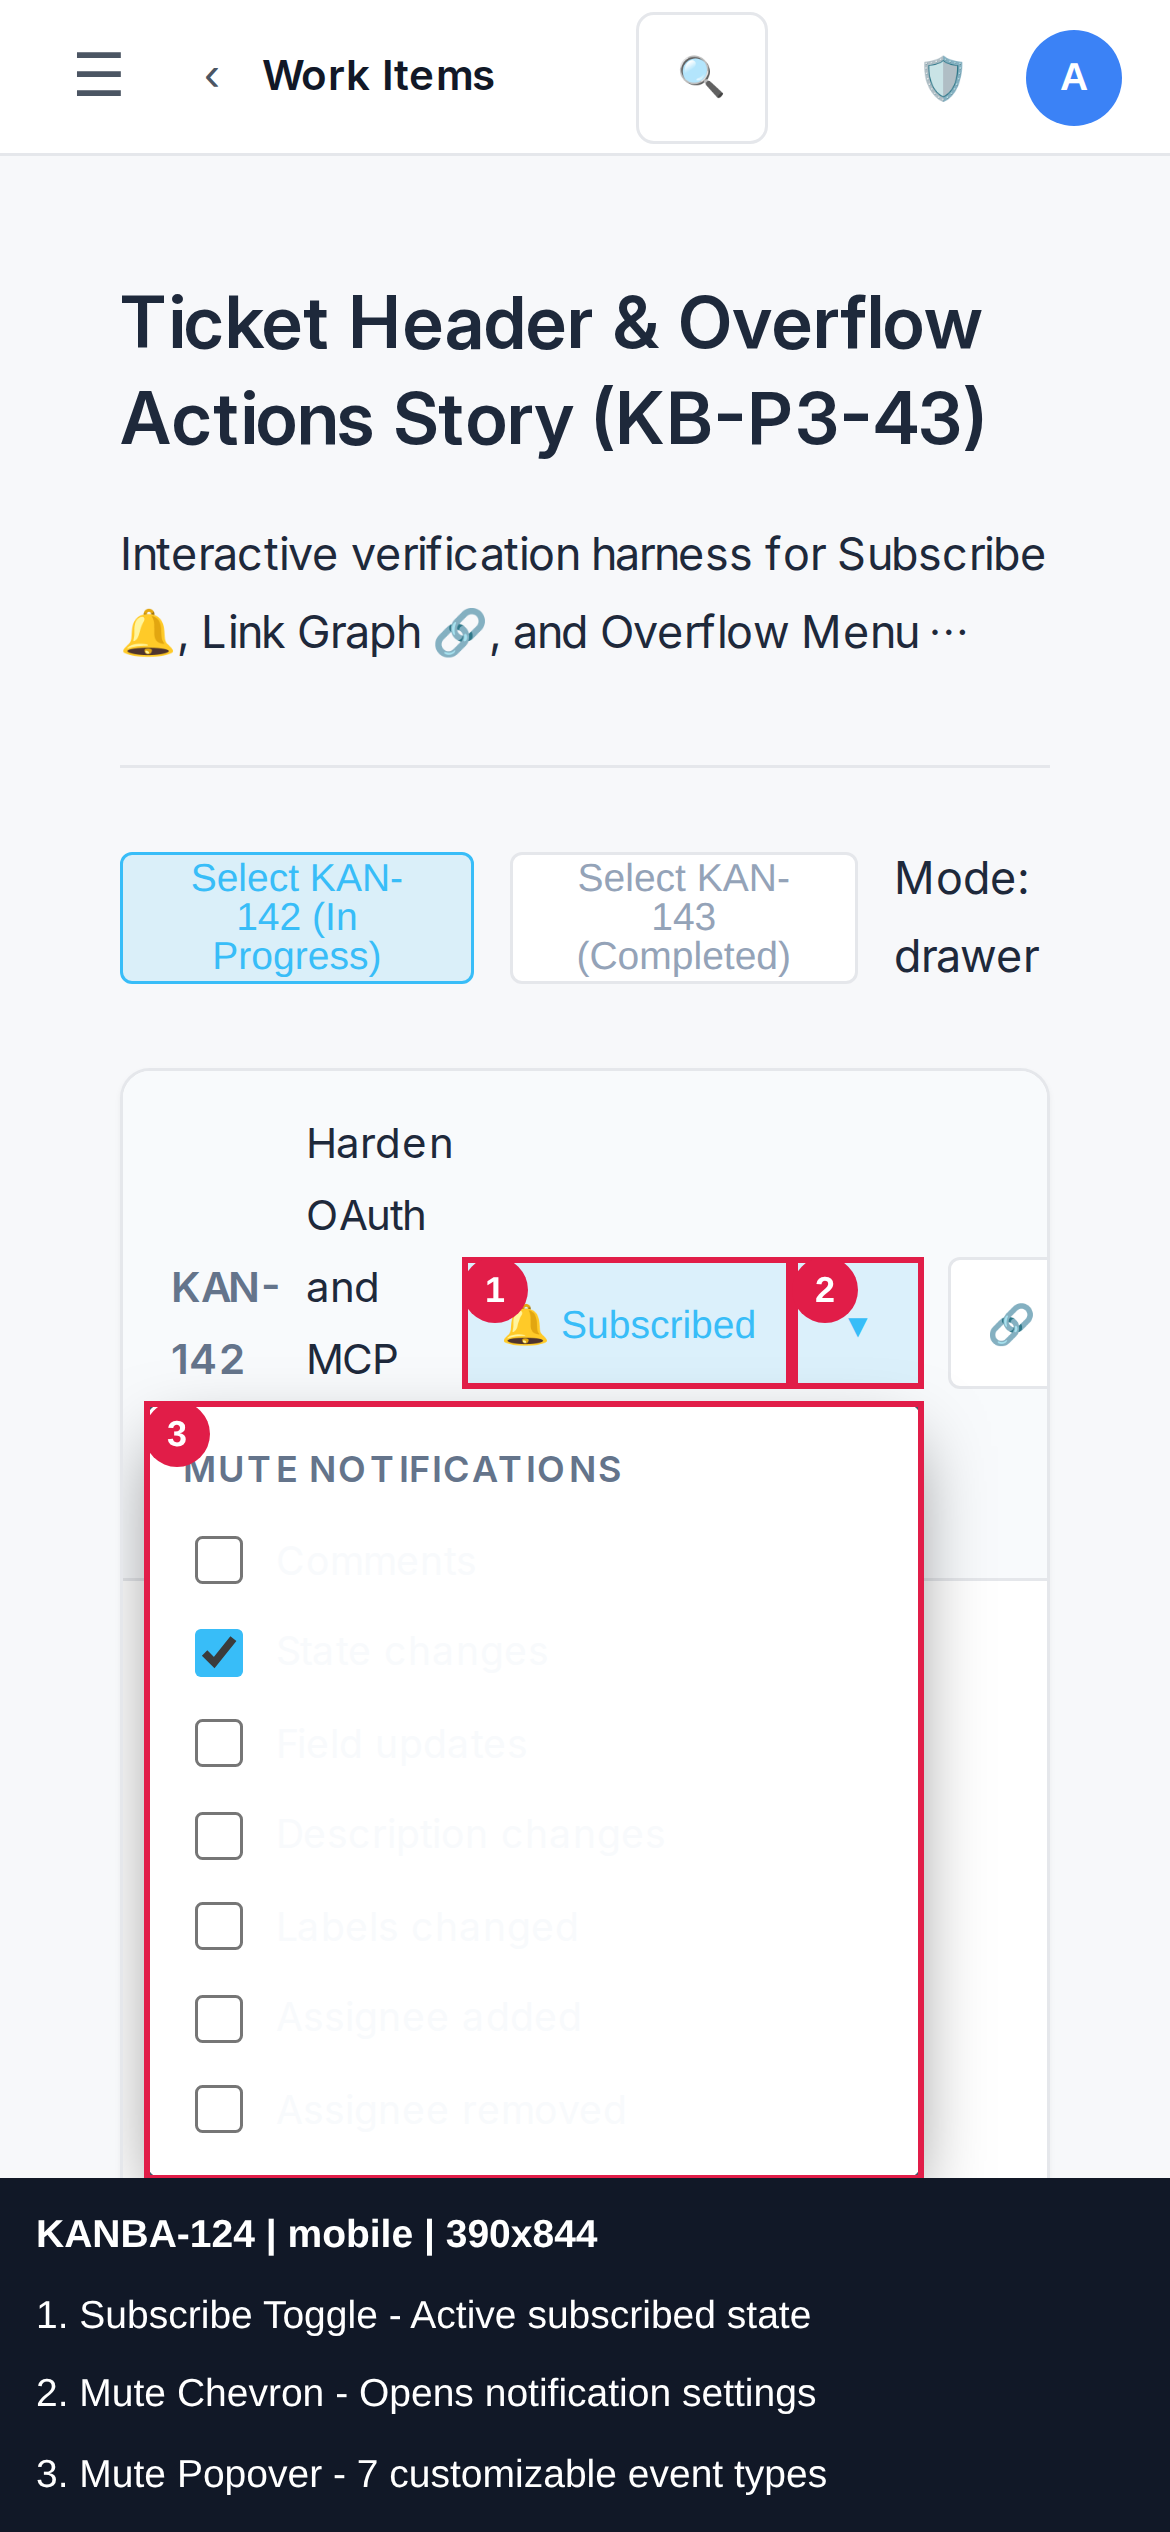 ☰ ‹ Work Items 🔍 🛡️ A
Ticket Header & Overflow
Actions Story (KB-P3-43)
Interactive verification harness for Subscribe
🔔, Link Graph 🔗, and Overflow Menu ⋯
Select KAN-
142 (In
Progress)
Select KAN-
143
(Completed)
Mode:
drawer
KAN-
142
Harden
OAuth
and
MCP
1
🔔 Subscribed
2
▼
🔗
3
MUTE NOTIFICATIONS
Comments
State changes
Field updates
Description changes
Labels changed
Assignee added
Assignee removed
KANBA-124 | mobile | 390x844
1. Subscribe Toggle - Active subscribed state
2. Mute Chevron - Opens notification settings
3. Mute Popover - 7 customizable event types